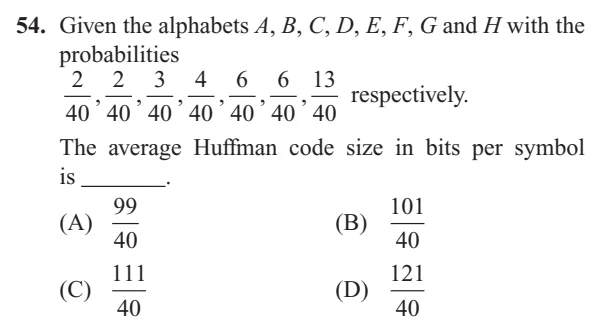 54. Given the alphabets A, B, C, D, E, F, G and H with the
probabilities
2/40, 2/40, 3/40, 4/40, 6/40, 6/40, 13/40 respectively.
The average Huffman code size in bits per symbol
is _______.
(A) 99/40 (B) 101/40
(C) 111/40 (D) 121/40